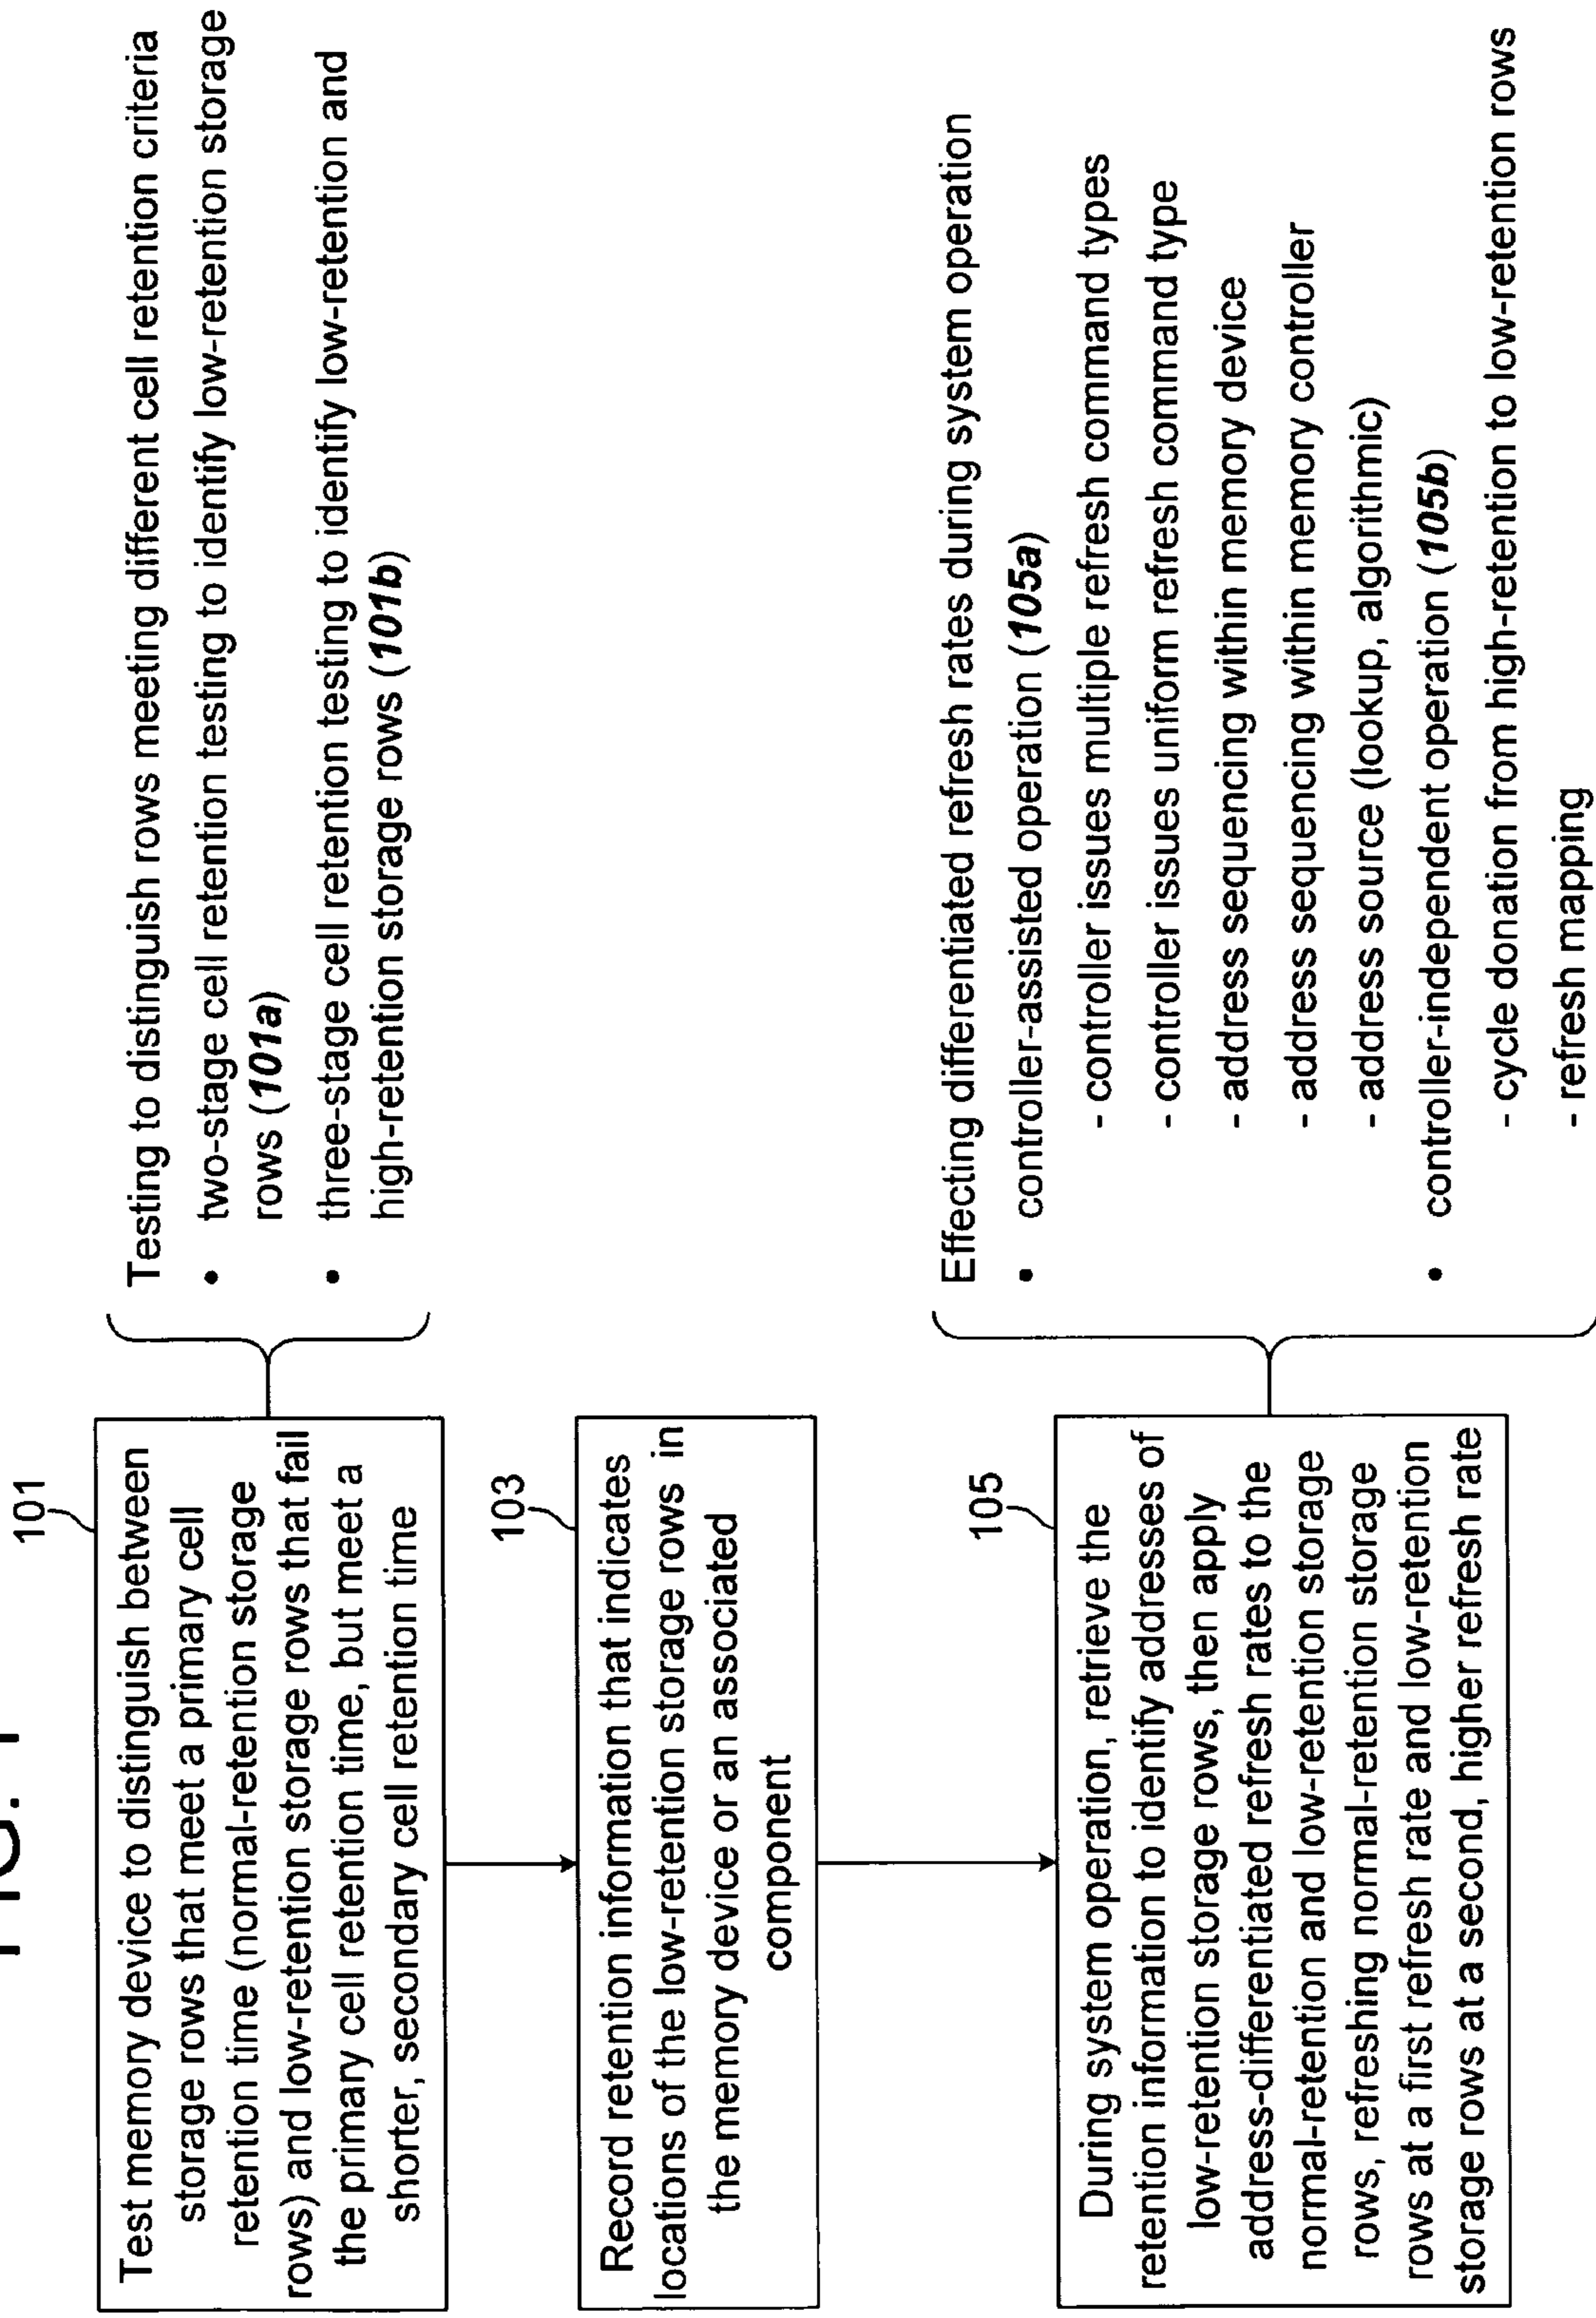 FIG. 1
101
Test memory device to distinguish between
storage rows that meet a primary cell
retention time (normal-retention storage
rows) and low-retention storage rows that fail
the primary cell retention time, but meet a
shorter, secondary cell retention time
Testing to distinguish rows meeting different cell retention criteria
• two-stage cell retention testing to identify low-retention storage
rows (101a)
• three-stage cell retention testing to identify low-retention and
high-retention storage rows (101b)
103
Record retention information that indicates
locations of the low-retention storage rows in
the memory device or an associated
component
105
During system operation, retrieve the
retention information to identify addresses of
low-retention storage rows, then apply
address-differentiated refresh rates to the
normal-retention and low-retention storage
rows, refreshing normal-retention storage
rows at a first refresh rate and low-retention
storage rows at a second, higher refresh rate
Effecting differentiated refresh rates during system operation
• controller-assisted operation (105a)
- controller issues multiple refresh command types
- controller issues uniform refresh command type
- address sequencing within memory device
- address sequencing within memory controller
- address source (lookup, algorithmic)
• controller-independent operation (105b)
- cycle donation from high-retention to low-retention rows
- refresh mapping